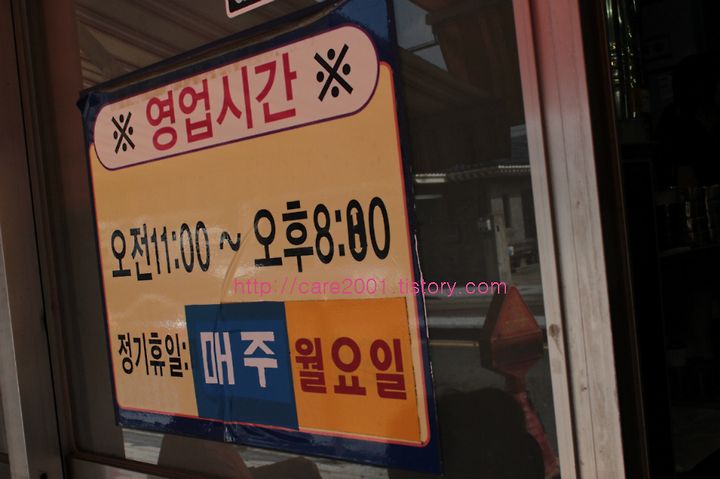 ※ 영업시간 ※
오전11:00 ~ 오후8:00
http://care2001.tistory.com
정기휴일: 매주 월요일